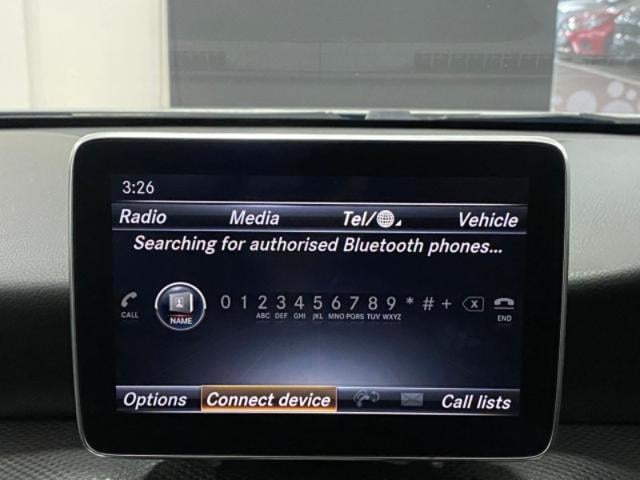 3:26
Radio Media Tel/ Vehicle
Searching for authorised Bluetooth phones...
0 1 2 3 4 5 6 7 8 9 * # + X
ABC DEF GHI JKL MNO PQR TUV WXYZ
CALL NAME END
Options Connect device Call lists